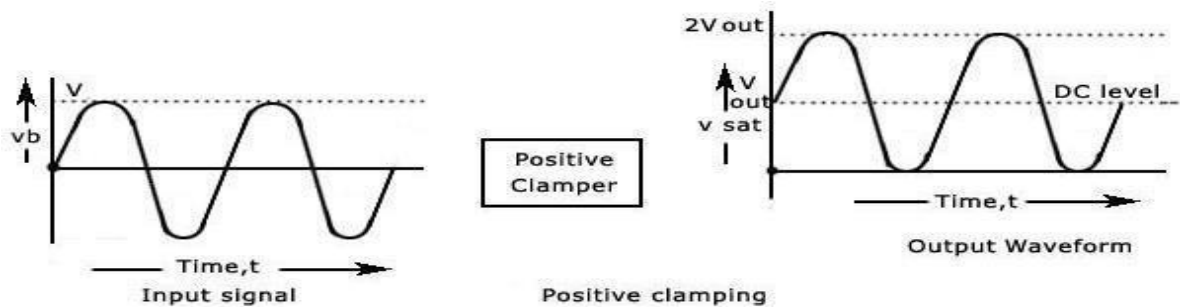 V
vb
Time,t
Input signal
Positive
Clamper
Positive clamping
2V out
V
out
v sat
DC level
Time,t
Output Waveform